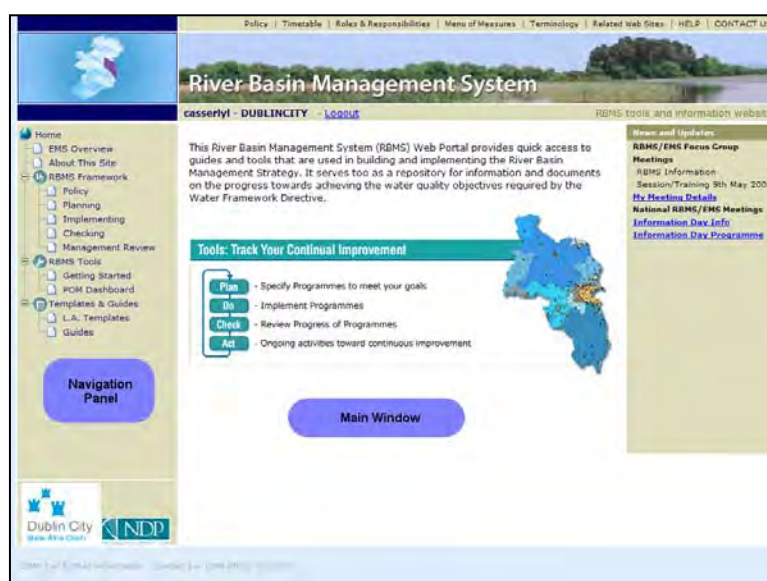 Policy | Timetable | Roles & Responsibilities | Menu of Measures | Terminology | Related Web Sites | HELP | CONTACT U
River Basin Management System
casserlyl - DUBLINCITY - Logout
RBMS tools and information websit
Home
EMS Overview
About This Site
RBMS Framework
Policy
Planning
Implementing
Checking
Management Review
RBMS Tools
Getting Started
POM Dashboard
Templates & Guides
L.A. Templates
Guides
Navigation
Panel
Dublin City
NDP
This River Basin Management System (RBMS) Web Portal provides quick access to
guides and tools that are used in building and implementing the River Basin
Management Strategy. It serves too as a repository for information and documents
on the progress towards achieving the water quality objectives required by the
Water Framework Directive.
Tools: Track Your Continual Improvement
Plan - Specify Programmes to meet your goals
Do - Implement Programmes
Check - Review Progress of Programmes
Act - Ongoing activities toward continuous improvement
Main Window
News and Updates
RBMS/EMS Focus Group
Meetings
RBMS Information
Session/Training 9th May 200
My Meeting Details
National RBMS/EMS Meetings
Information Day Info
Information Day Programme